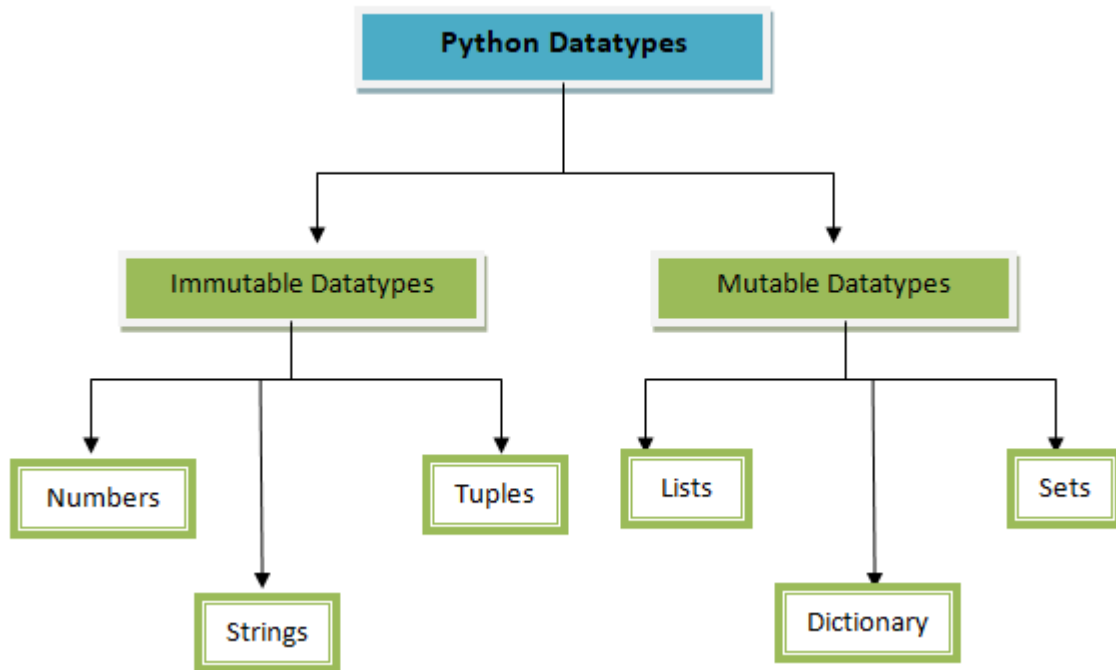 Python Datatypes
Immutable Datatypes
Mutable Datatypes
Numbers
Tuples
Lists
Sets
Strings
Dictionary